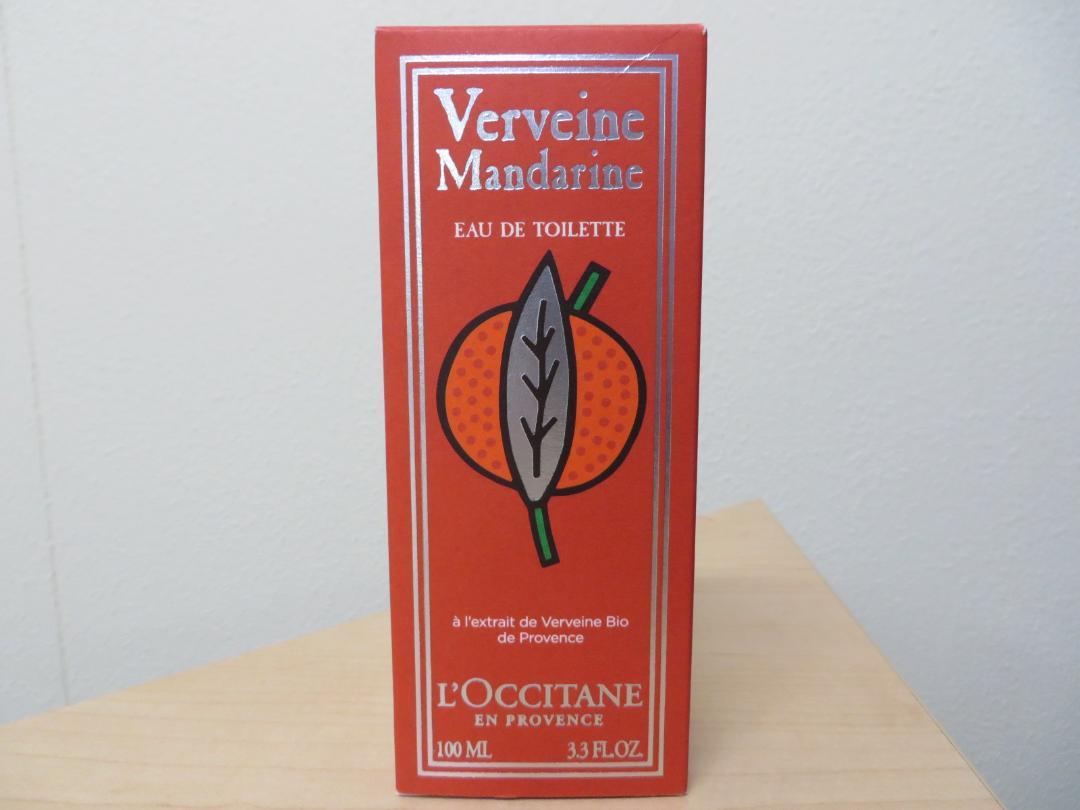 Verveine
Mandarine
EAU DE TOILETTE
à l'extrait de Verveine Bio
de Provence
L'OCCITANE
EN PROVENCE
100 ML 3.3 FL.OZ.